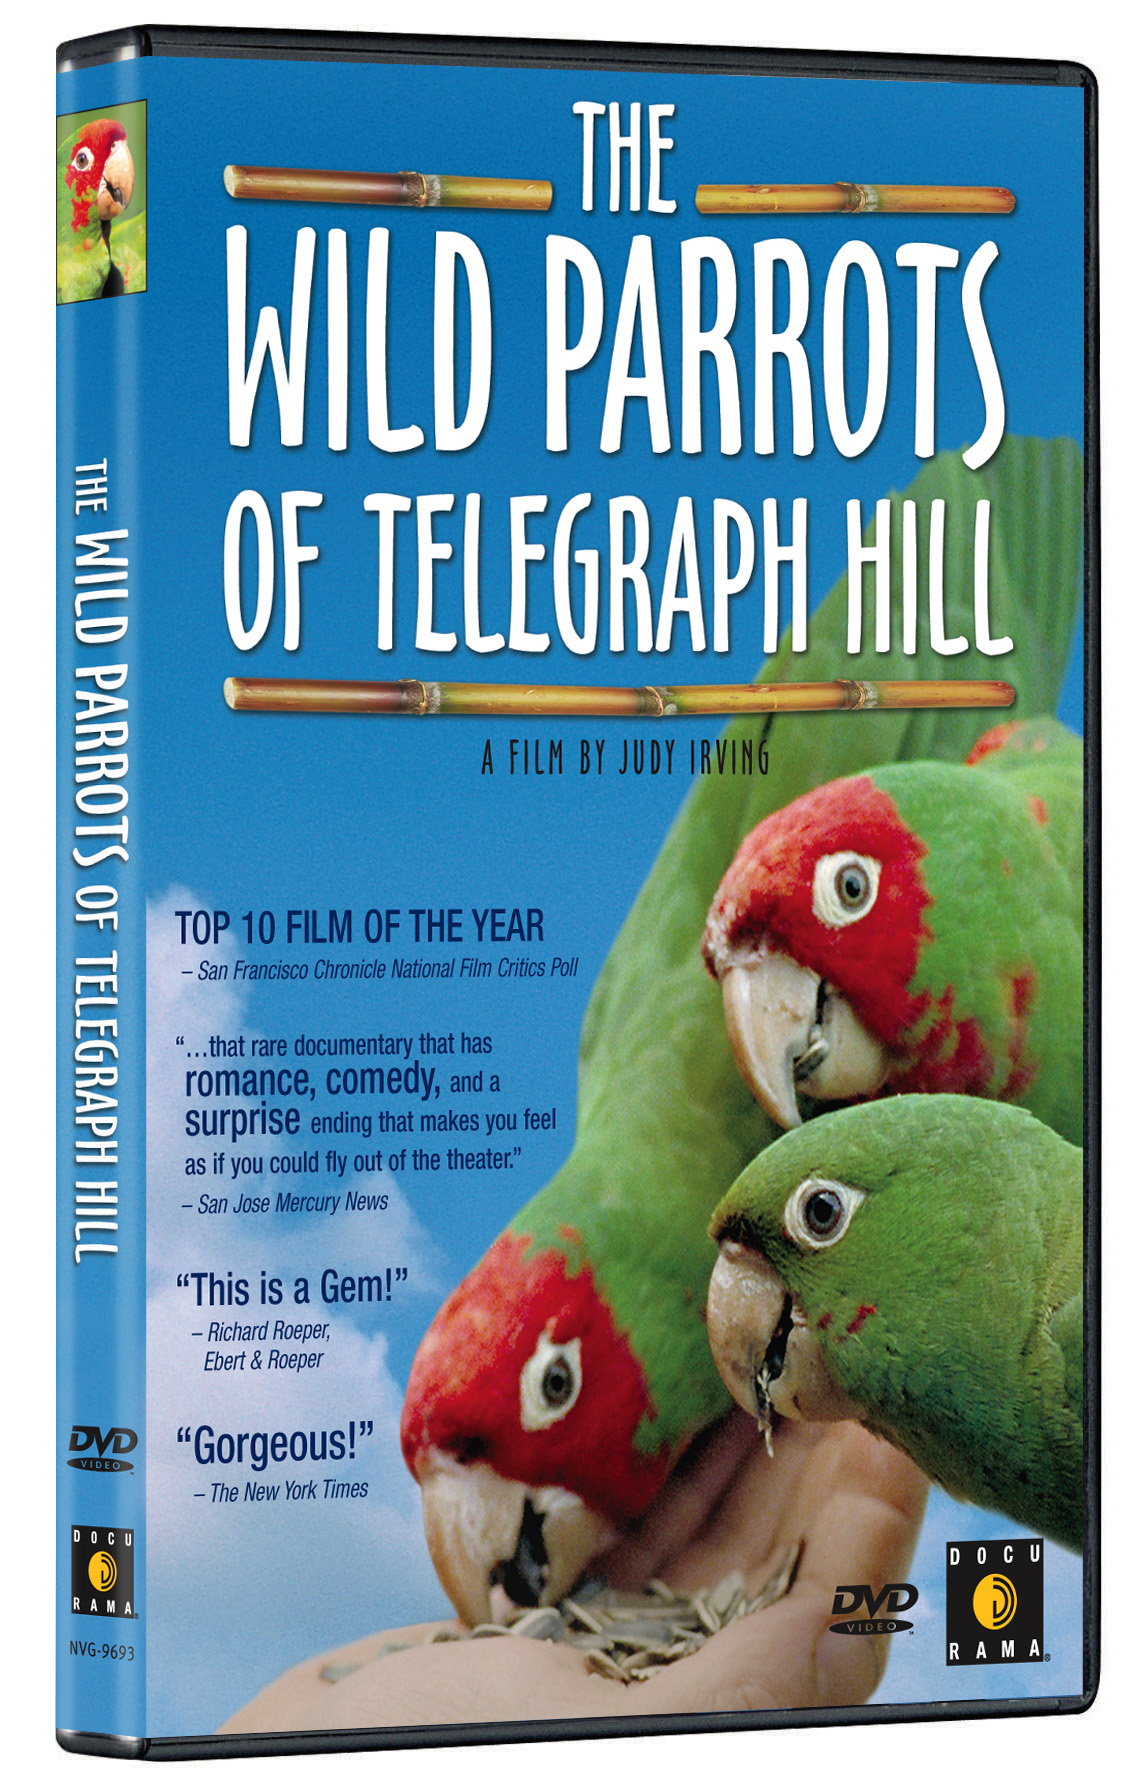 THE
WILD PARROTS
OF TELEGRAPH HILL
A FILM BY JUDY IRVING
TOP 10 FILM OF THE YEAR
– San Francisco Chronicle National Film Critics Poll
“...that rare documentary that has
romance, comedy, and a
surprise ending that makes you feel
as if you could fly out of the theater.”
– San Jose Mercury News
“This is a Gem!”
– Richard Roeper,
Ebert & Roeper
“Gorgeous!”
– The New York Times
DVD
VIDEO™
DOCU
RAMA®
THE WILD PARROTS OF TELEGRAPH HILL
DVD
VIDEO™
DOCU
RAMA®
NVG-9693